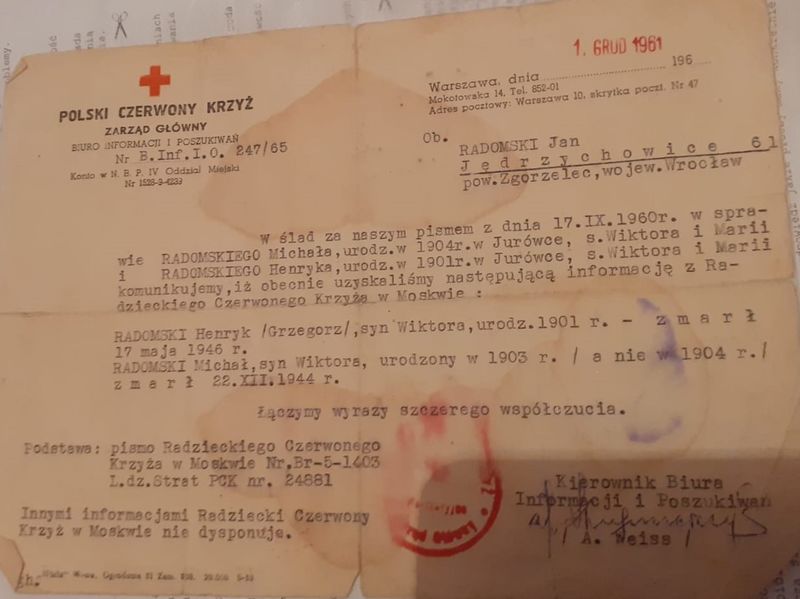 1. GRUD 1961
POLSKI CZERWONY KRZYŻ
ZARZĄD GŁÓWNY
BIURO INFORMACJI I POSZUKIWAŃ
Nr B.Inf.I.O. 247/65
Konto w N. B. P. IV Oddział Miejski
Nr 1528-9-4233
Warszawa, dnia 196
Mokotowska 14, Tel. 852-01
Adres pocztowy: Warszawa 10, skrytka poczt. Nr 47
Ob. RADOMSKI Jan
Jędrzychowice 61
pow.Zgorzelec,wojew.Wrocław
W ślad za naszym pismem z dnia 17.IX.1960r. w spra-
wie RADOMSKIEGO Michała,urodz.w 1904r.w Jurówce, s.Wiktora i Marii
i RADOMSKIEGO Henryka,urodz.w 1901r.w Jurówce, s.Wiktora i Marii
komunikujemy,iż obecnie uzyskaliśmy następującą informację z Ra-
dzieckiego Czerwonego Krzyża w Moskwie :
RADOMSKI Henryk /Grzegorz/,syn Wiktora,urodz.1901 r. - z m a r ł
17 maja 1946 r.
RADOMSKI Michał,syn Wiktora, urodzony w 1903 r. / a nie w 1904 r./
z m a r ł 22.XII.1944 r.
Łączymy wyrazy szczerego współczucia.
Podstawa: pismo Radzieckiego Czerwonego
Krzyża w Moskwie Nr.Br-5-1403
L.dz.Strat PCK nr. 24881
Innymi informacjami Radziecki Czerwony
Krzyż w Moskwie nie dysponuje.
Kierownik Biura
Informacji i Poszukiwań
/ A. Weiss /